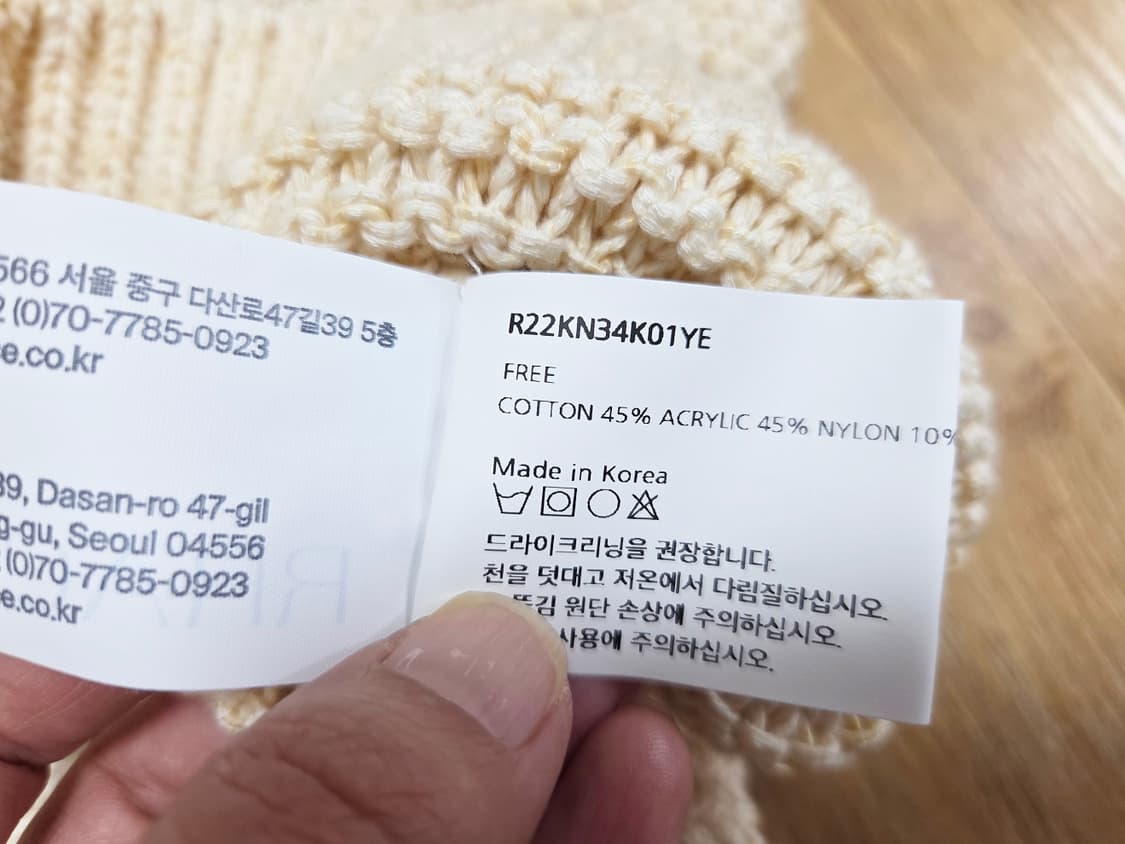 566 서울 중구 다산로47길39 5층
(0)70-7785-0923
e.co.kr
39, Dasan-ro 47-gil
g-gu, Seoul 04556
(0)70-7785-0923
e.co.kr
R22KN34K01YE
FREE
COTTON 45% ACRYLIC 45% NYLON 10%
Made in Korea
드라이크리닝을 권장합니다.
천을 덧대고 저온에서 다림질하십시오.
뜯김 원단 손상에 주의하십시오.
사용에 주의하십시오.